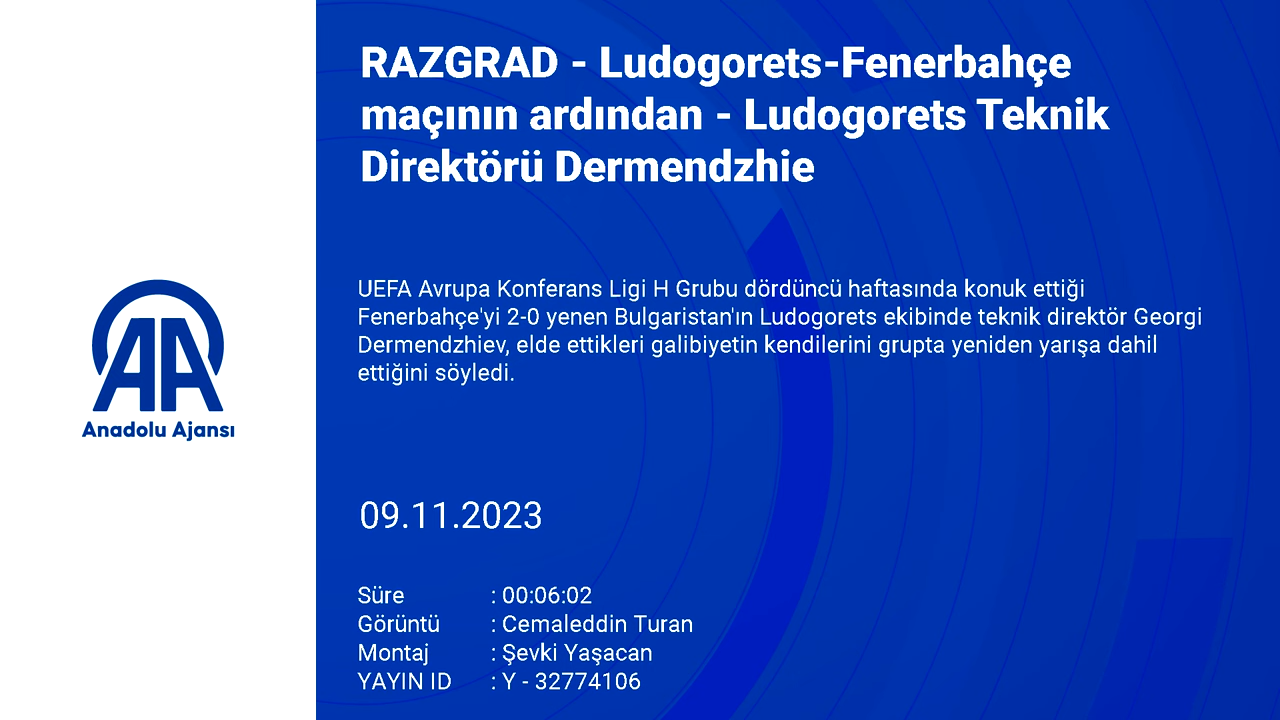 RAZGRAD - Ludogorets-Fenerbahçe
maçının ardından - Ludogorets Teknik
Direktörü Dermendzhie
UEFA Avrupa Konferans Ligi H Grubu dördüncü haftasında konuk ettiği
Fenerbahçe'yi 2-0 yenen Bulgaristan'ın Ludogorets ekibinde teknik direktör Georgi
Dermendzhiev, elde ettikleri galibiyetin kendilerini grupta yeniden yarışa dahil
ettiğini söyledi.
AA
Anadolu Ajansı
09.11.2023
Süre : 00:06:02
Görüntü : Cemaleddin Turan
Montaj : Şevki Yaşacan
YAYIN ID : Y - 32774106